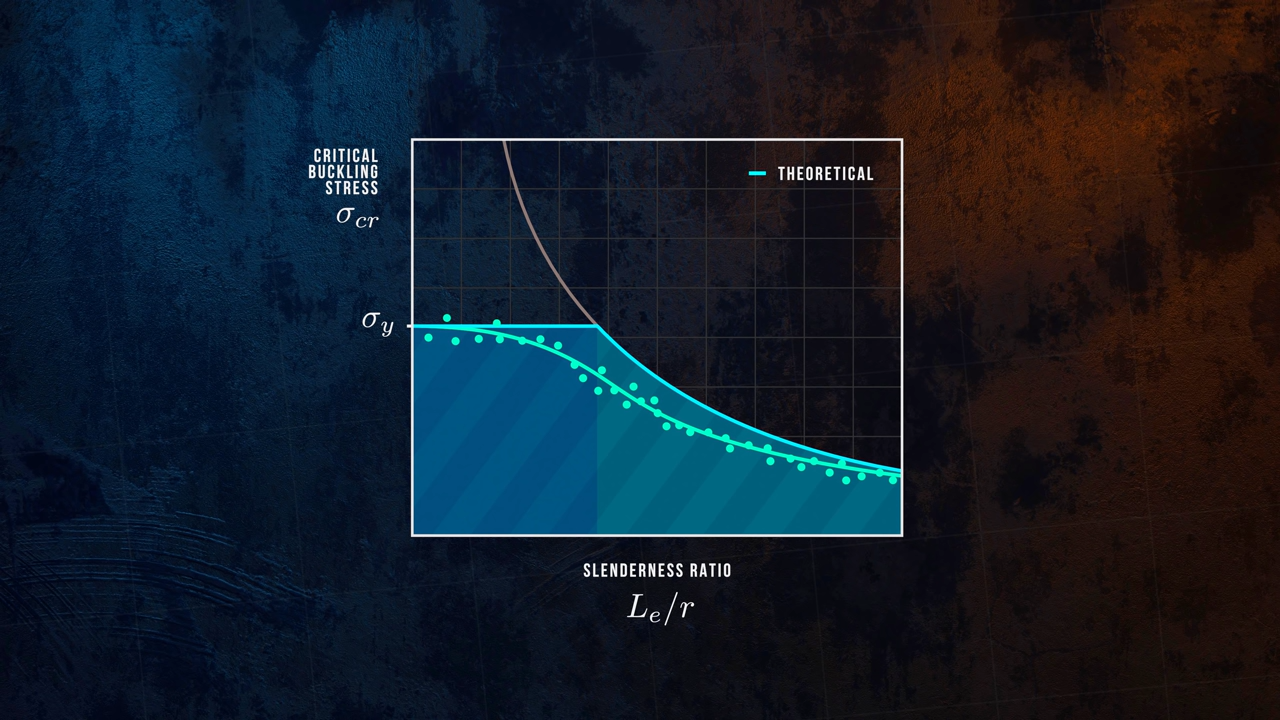 CRITICAL
BUCKLING
STRESS
σcr
THEORETICAL
σy
SLENDERNESS RATIO
Le/r